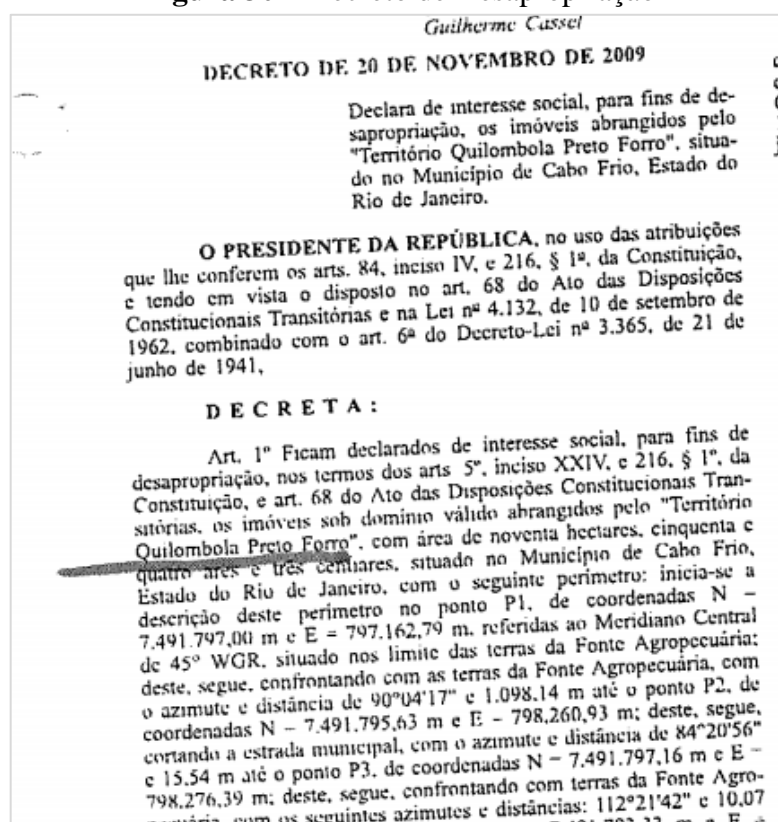 Guilherme Cassel
DECRETO DE 20 DE NOVEMBRO DE 2009
Declara de interesse social, para fins de de-
sapropriação, os imóveis abrangidos pelo
"Território Quilombola Preto Forro", situa-
do no Município de Cabo Frio, Estado do
Rio de Janeiro.
O PRESIDENTE DA REPÚBLICA, no uso das atribuições
que lhe conferem os arts. 84, inciso IV, e 216, § 1º, da Constituição,
e tendo em vista o disposto no art. 68 do Ato das Disposições
Constitucionais Transitórias e na Lei nº 4.132, de 10 de setembro de
1962, combinado com o art. 6º do Decreto-Lei nº 3.365, de 21 de
junho de 1941,
D E C R E T A :
Art. 1º Ficam declarados de interesse social, para fins de
desapropriação, nos termos dos arts 5º, inciso XXIV, e 216, § 1º, da
Constituição, e art. 68 do Ato das Disposições Constitucionais Tran-
sitórias, os imóveis sob domínio válido abrangidos pelo "Território
Quilombola Preto Forro", com área de noventa hectares, cinquenta e
quatro ares e três centiares, situado no Município de Cabo Frio,
Estado do Rio de Janeiro, com o seguinte perímetro: inicia-se a
descrição deste perímetro no ponto P1, de coordenadas N –
7.491.797,00 m e E = 797.162,79 m, referidas ao Meridiano Central
de 45º WGR, situado nos limite das terras da Fonte Agropecuária;
deste, segue, confrontando com as terras da Fonte Agropecuária, com
o azimute e distância de 90º04'17" e 1.098,14 m até o ponto P2, de
coordenadas N – 7.491.795,63 m e E – 798,260,93 m; deste, segue,
cortando a estrada municipal, com o azimute e distância de 84º20'56"
e 15,54 m até o ponto P3, de coordenadas N – 7.491.797,16 m e E –
798.276,39 m; deste, segue, confrontando com terras da Fonte Agro-
com os seguintes azimutes e distâncias: 112º21'42" e 10,07